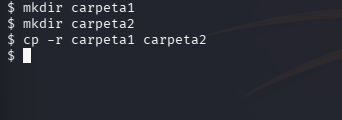 $ mkdir carpeta1
$ mkdir carpeta2
$ cp -r carpeta1 carpeta2
$